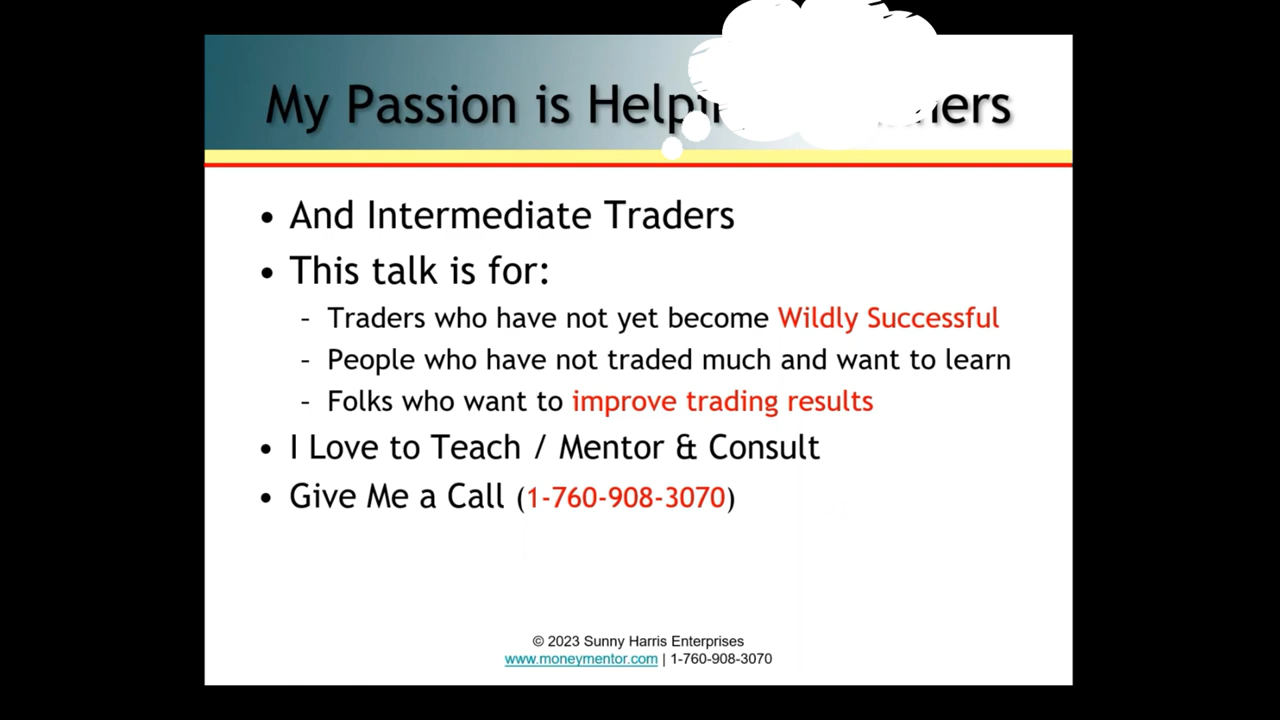 My Passion is
• And Intermediate Traders
• This talk is for:
– Traders who have not yet become Wildly Successful
– People who have not traded much and want to learn
– Folks who want to improve trading results
• I Love to Teach / Mentor & Consult
• Give Me a Call (1-760-908-3070)
© 2023 Sunny Harris Enterprises
www.moneymentor.com | 1-760-908-3070